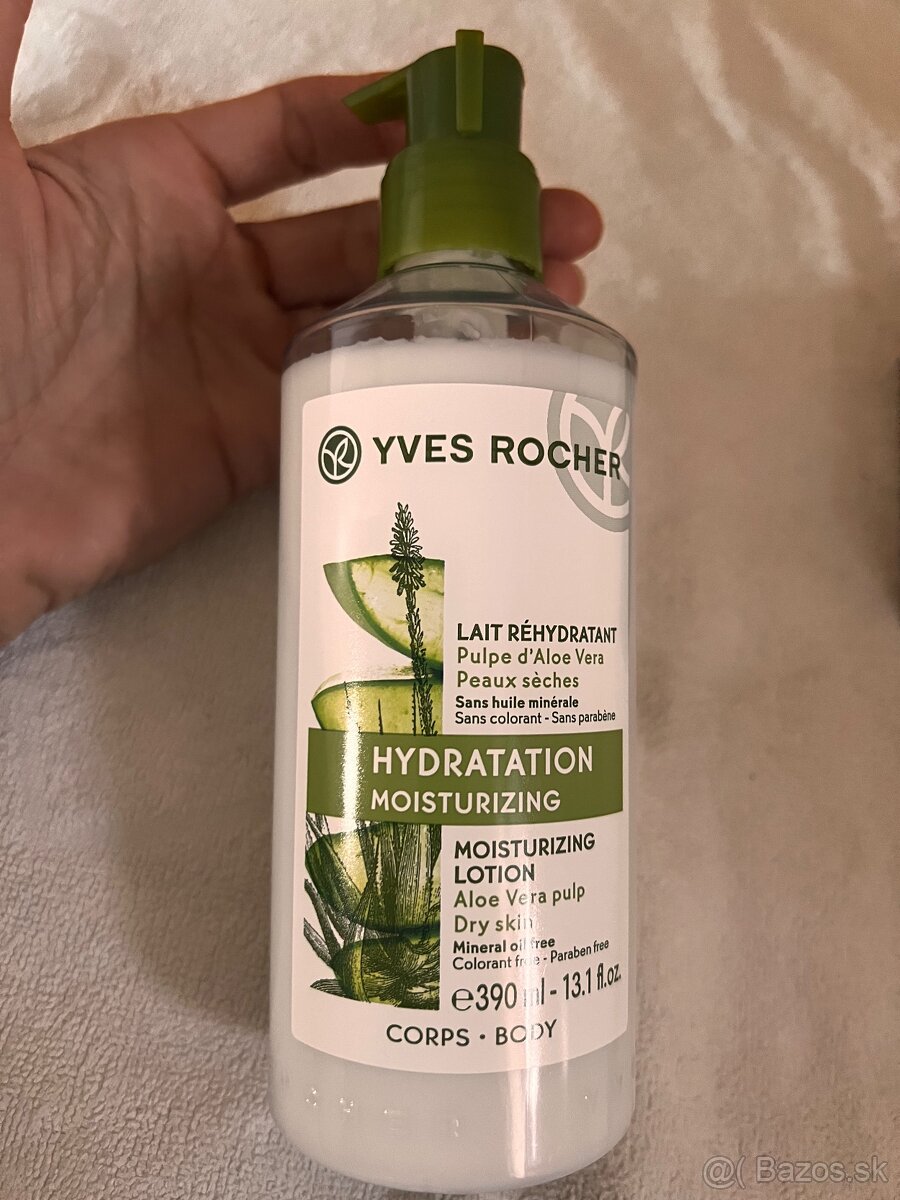 YVES ROCHER
LAIT RÉHYDRATANT
Pulpe d'Aloe Vera
Peaux sèches
Sans huile minérale
Sans colorant - Sans parabène
HYDRATATION
MOISTURIZING
MOISTURIZING
LOTION
Aloe Vera pulp
Dry skin
Mineral oil free
Colorant free - Paraben free
℮390 ml - 13.1 fl.oz.
CORPS • BODY
@( Bazos.sk